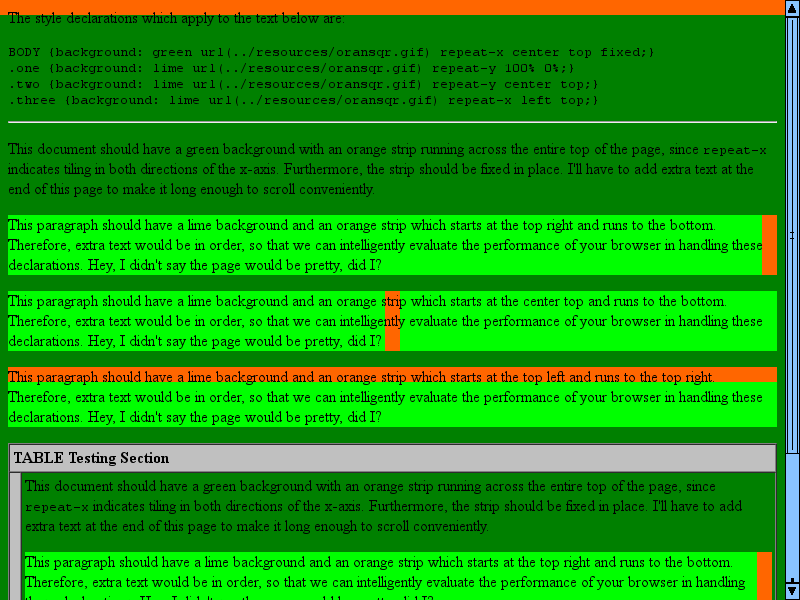 The style declarations which apply to the text below are:
BODY {background: green url(../resources/oransqr.gif) repeat-x center top fixed;}
.one {background: lime url(../resources/oransqr.gif) repeat-y 100% 0%;}
.two {background: lime url(../resources/oransqr.gif) repeat-y center top;}
.three {background: lime url(../resources/oransqr.gif) repeat-x left top;}
This document should have a green background with an orange strip running across the entire top of the page, since repeat-x
indicates tiling in both directions of the x-axis. Furthermore, the strip should be fixed in place. I'll have to add extra text at the
end of this page to make it long enough to scroll conveniently.
This paragraph should have a lime background and an orange strip which starts at the top right and runs to the bottom.
Therefore, extra text would be in order, so that we can intelligently evaluate the performance of your browser in handling these
declarations. Hey, I didn't say the page would be pretty, did I?
This paragraph should have a lime background and an orange strip which starts at the center top and runs to the bottom.
Therefore, extra text would be in order, so that we can intelligently evaluate the performance of your browser in handling these
declarations. Hey, I didn't say the page would be pretty, did I?
This paragraph should have a lime background and an orange strip which starts at the top left and runs to the top right.
Therefore, extra text would be in order, so that we can intelligently evaluate the performance of your browser in handling these
declarations. Hey, I didn't say the page would be pretty, did I?
TABLE Testing Section
This document should have a green background with an orange strip running across the entire top of the page, since
repeat-x indicates tiling in both directions of the x-axis. Furthermore, the strip should be fixed in place. I'll have to add
extra text at the end of this page to make it long enough to scroll conveniently.
This paragraph should have a lime background and an orange strip which starts at the top right and runs to the bottom.
Therefore, extra text would be in order, so that we can intelligently evaluate the performance of your browser in handling